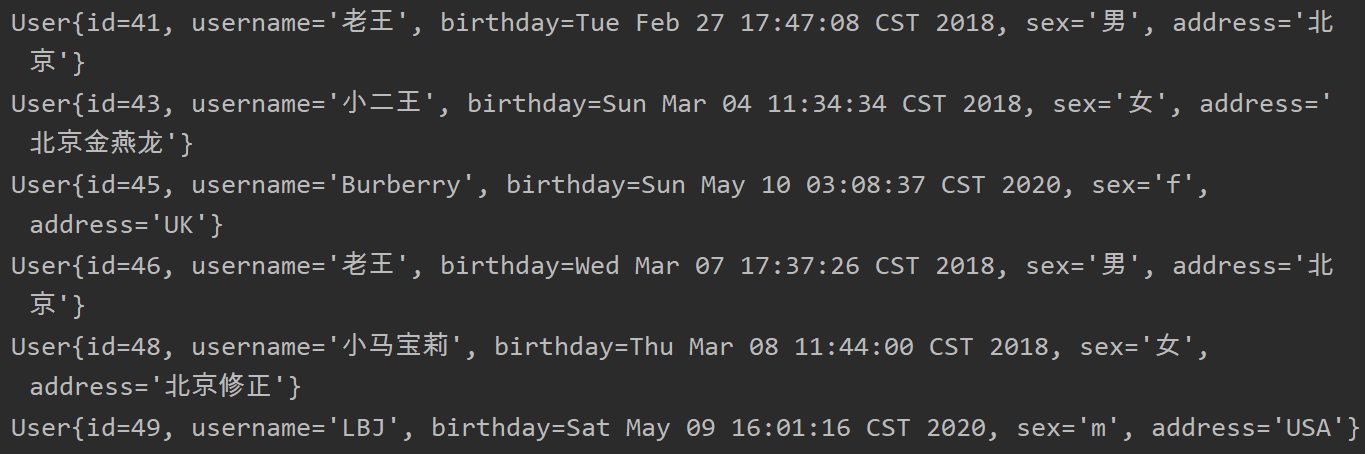 User{id=41, username='老王', birthday=Tue Feb 27 17:47:08 CST 2018, sex='男', address='北
京'}
User{id=43, username='小二王', birthday=Sun Mar 04 11:34:34 CST 2018, sex='女', address='
北京金燕龙'}
User{id=45, username='Burberry', birthday=Sun May 10 03:08:37 CST 2020, sex='f',
address='UK'}
User{id=46, username='老王', birthday=Wed Mar 07 17:37:26 CST 2018, sex='男', address='北
京'}
User{id=48, username='小马宝莉', birthday=Thu Mar 08 11:44:00 CST 2018, sex='女',
address='北京修正'}
User{id=49, username='LBJ', birthday=Sat May 09 16:01:16 CST 2020, sex='m', address='USA'}